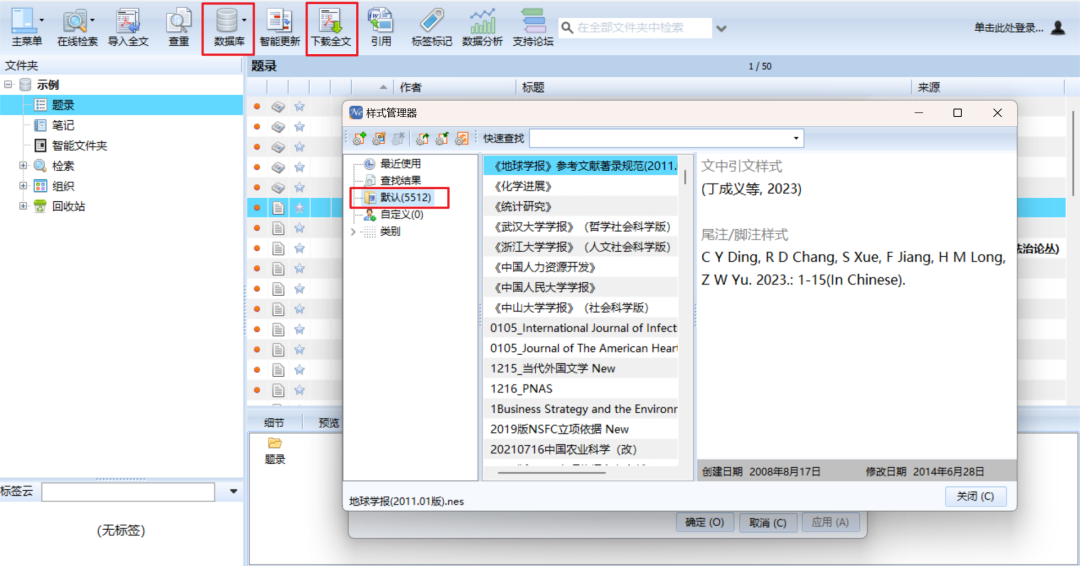 主菜单 在线检索 导入全文 查重 数据库 智能更新 下载全文 引用 标签标记 数据分析 支持论坛 在全部文件夹中检索 单击此处登录...
文件夹
示例
题录
笔记
智能文件夹
检索
组织
回收站
标签云
(无标签)
题录 1 / 50
作者 标题 来源
法治论丛)
细节 预览
题录
样式管理器
快速查找
最近使用
查找结果
默认(5512)
自定义(0)
类别
《地球学报》参考文献著录规范(2011.
《化学进展》
《统计研究》
《武汉大学学报》（哲学社会科学版）
《浙江大学学报》（人文社会科学版）
《中国人力资源开发》
《中国人民大学学报》
《中山大学学报》（社会科学版）
0105_International Journal of Infect
0105_Journal of The American Hear
1215_当代外国文学 New
1216_PNAS
1Business Strategy and the Environ
2019版NSFC立项依据 New
20210716中国农业科学（改）
文中引文样式
(丁成义等, 2023)
尾注/脚注样式
C Y Ding, R D Chang, S Xue, F Jiang, H M Long,
Z W Yu. 2023.: 1-15(In Chinese).
创建日期 2008年8月17日 修改日期 2014年6月28日
地球学报(2011.01版).nes
关闭 (C)
确定 (O) 取消 (C) 应用 (A)